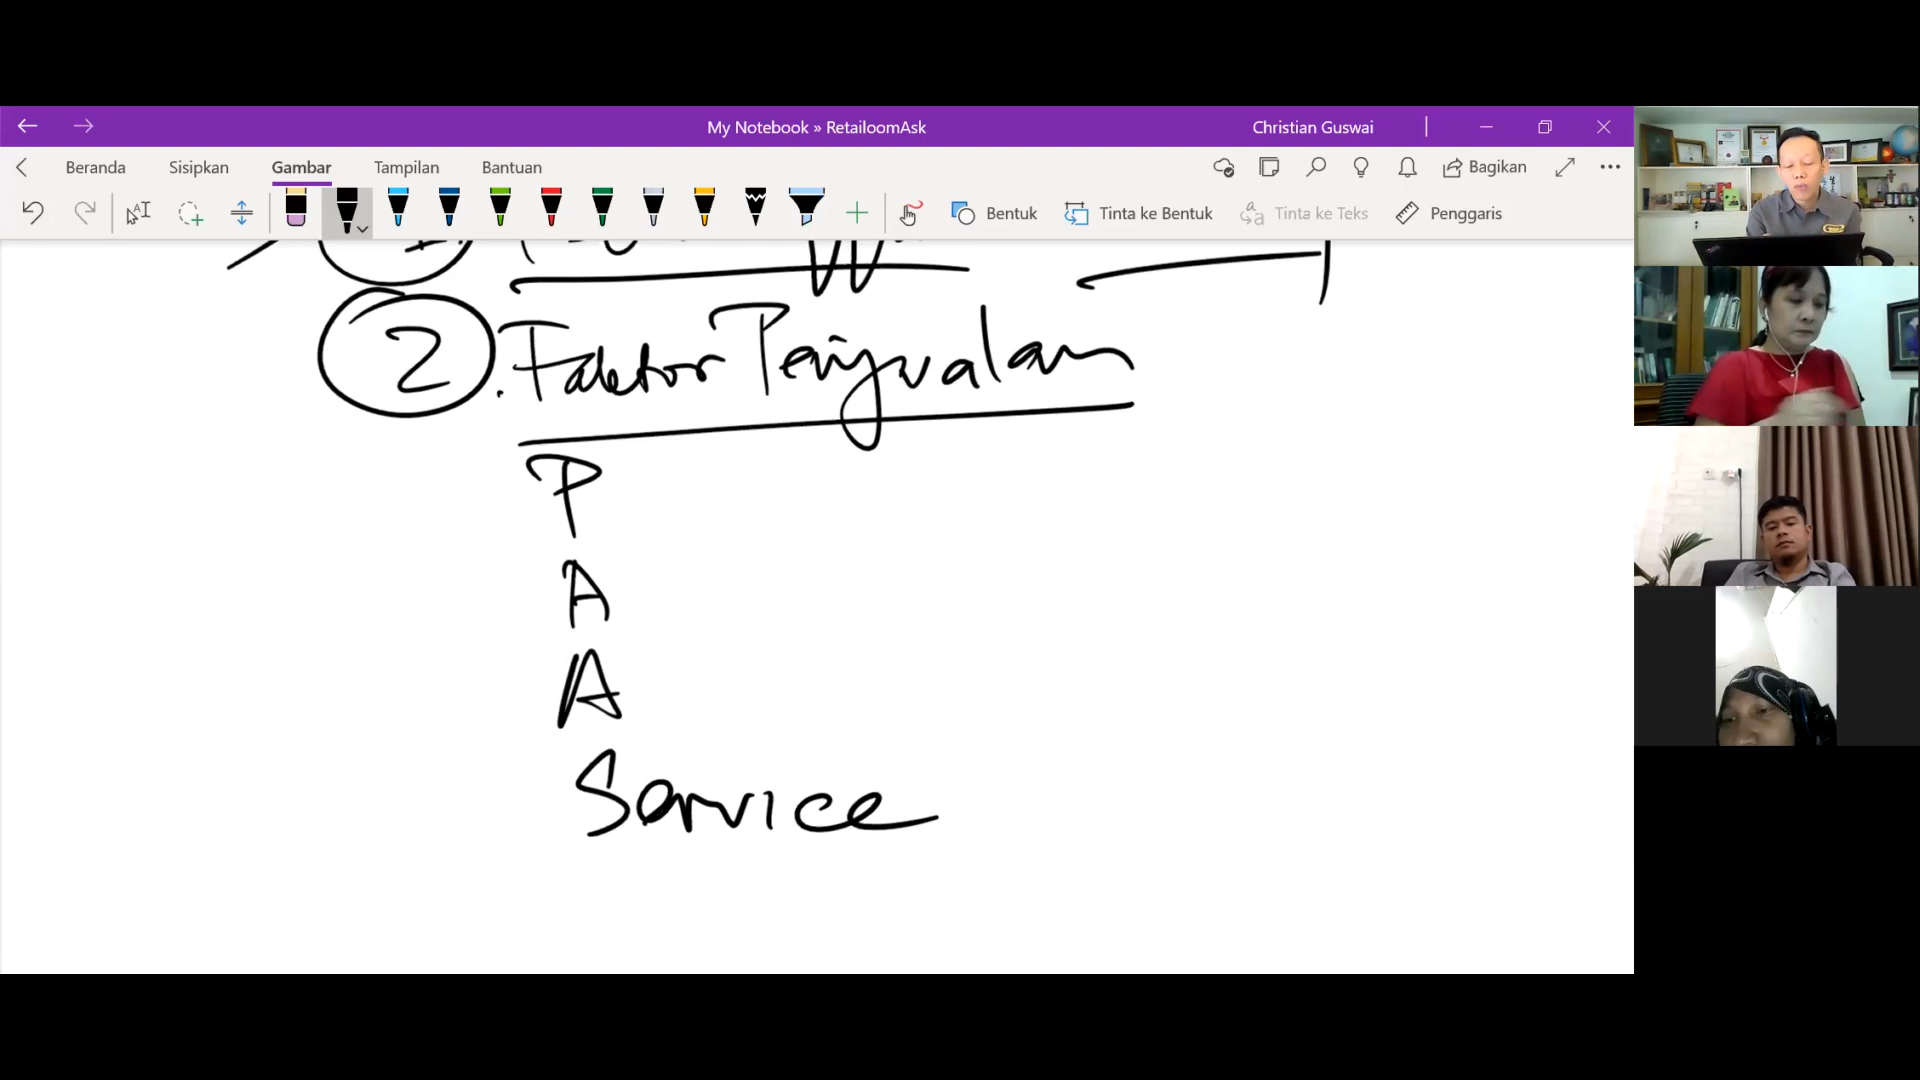 My Notebook » RetailoomAsk
Christian Guswai
Beranda Sisipkan Gambar Tampilan Bantuan
Bagikan
Bentuk Tinta ke Bentuk Tinta ke Teks Penggaris
2. Faktor Penjualan
P
A
A
Service